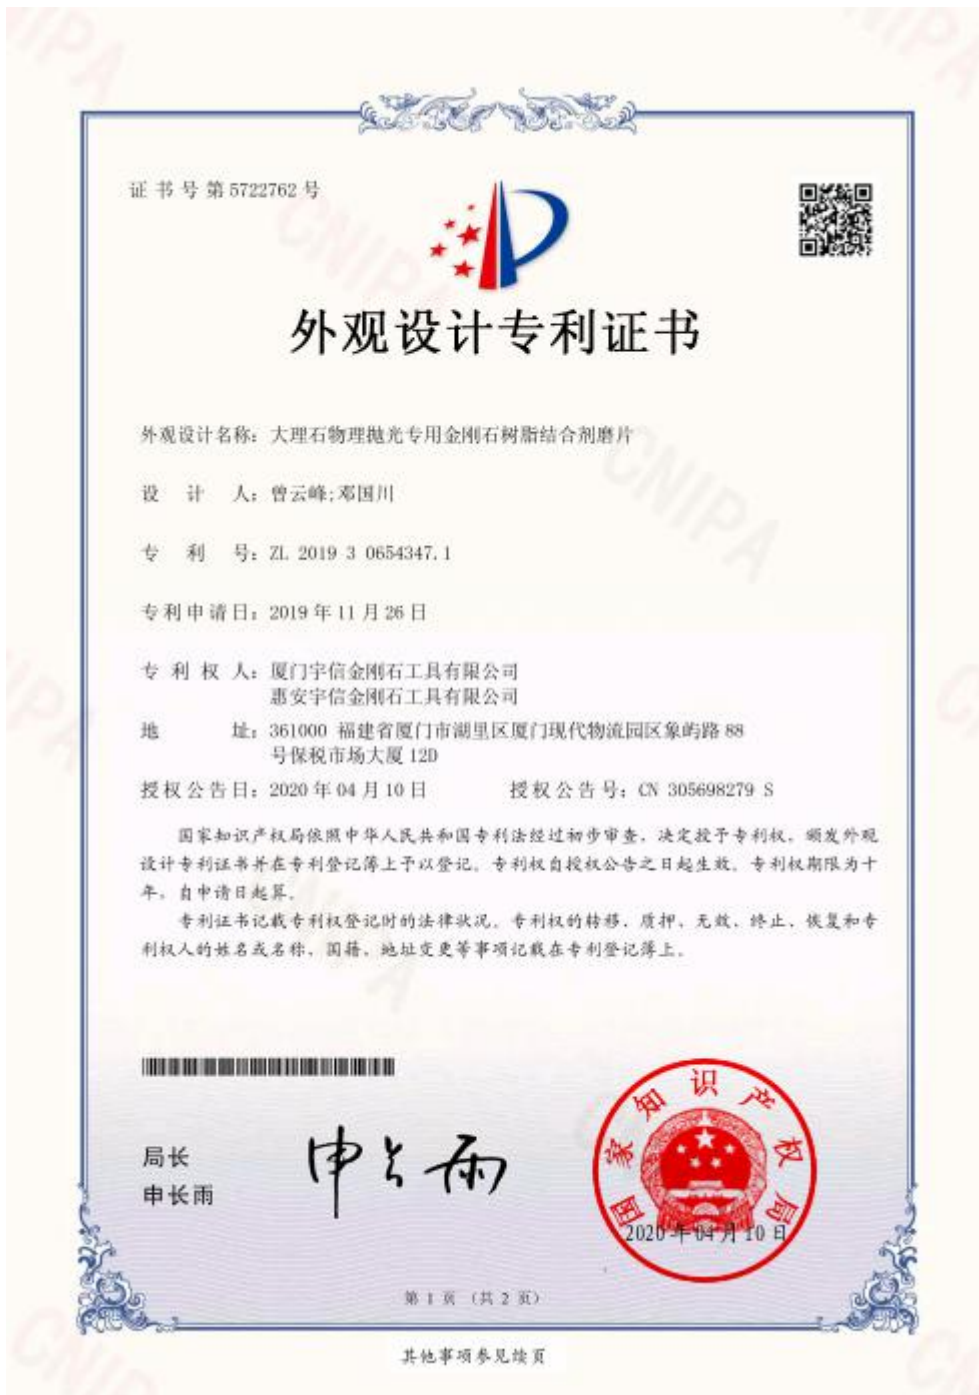 证书号第5722762号
外观设计专利证书
外观设计名称：大理石物理抛光专用金刚石树脂结合剂磨片
设 计 人：曾云峰;邓国川
专 利 号：ZL 2019 3 0654347.1
专利申请日：2019年11月26日
专 利 权 人：厦门宇信金刚石工具有限公司
惠安宇信金刚石工具有限公司
地 址：361000 福建省厦门市湖里区厦门现代物流园区象屿路88
号保税市场大厦12D
授权公告日：2020年04月10日 授权公告号：CN 305698279 S
国家知识产权局依照中华人民共和国专利法经过初步审查，决定授予专利权，颁发外观
设计专利证书并在专利登记簿上予以登记。专利权自授权公告之日起生效。专利权期限为十
年，自申请日起算。
专利证书记载专利权登记时的法律状况。专利权的转移、质押、无效、终止、恢复和专
利权人的姓名或名称、国籍、地址变更等事项记载在专利登记簿上。
局长
申长雨
申长雨
国家知识产权局
2020年04月10日
第 1 页 （共 2 页）
其他事项参见续页
CNIPA